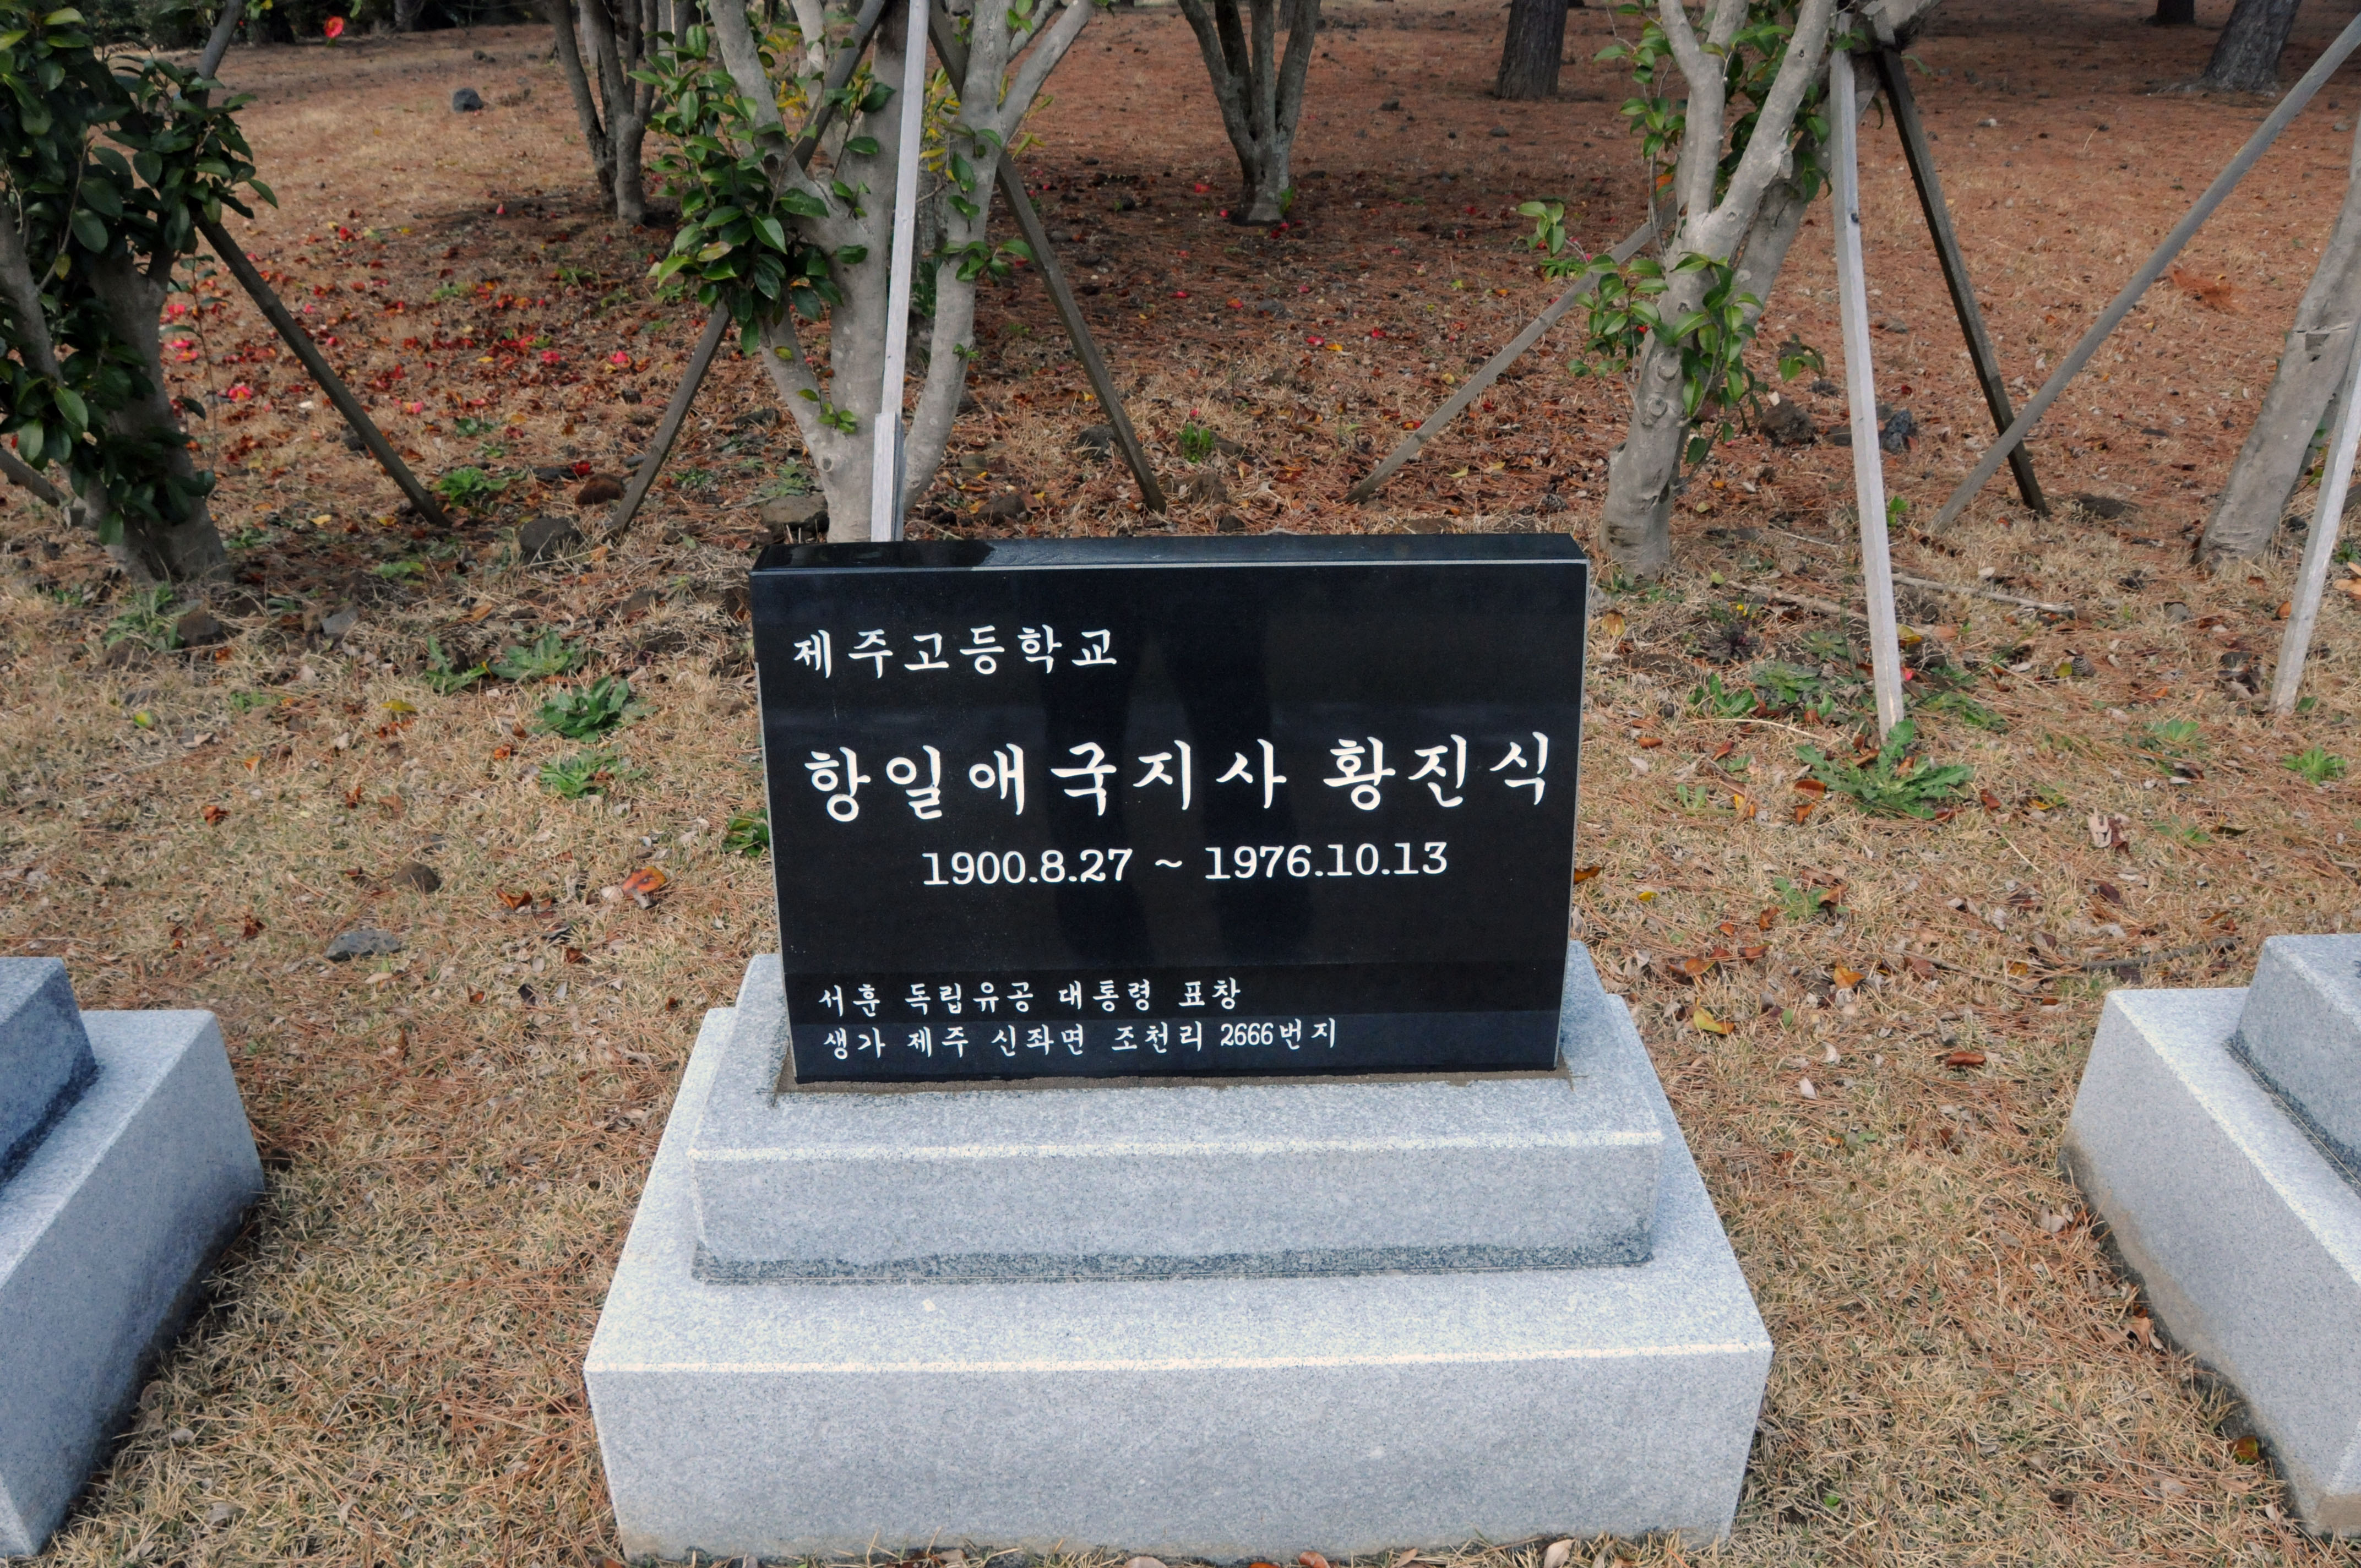 제주고등학교
항일애국지사 황진식
1900.8.27 ~ 1976.10.13
서훈 독립유공 대통령 표창
생가 제주 신좌면 조천리 2666번지